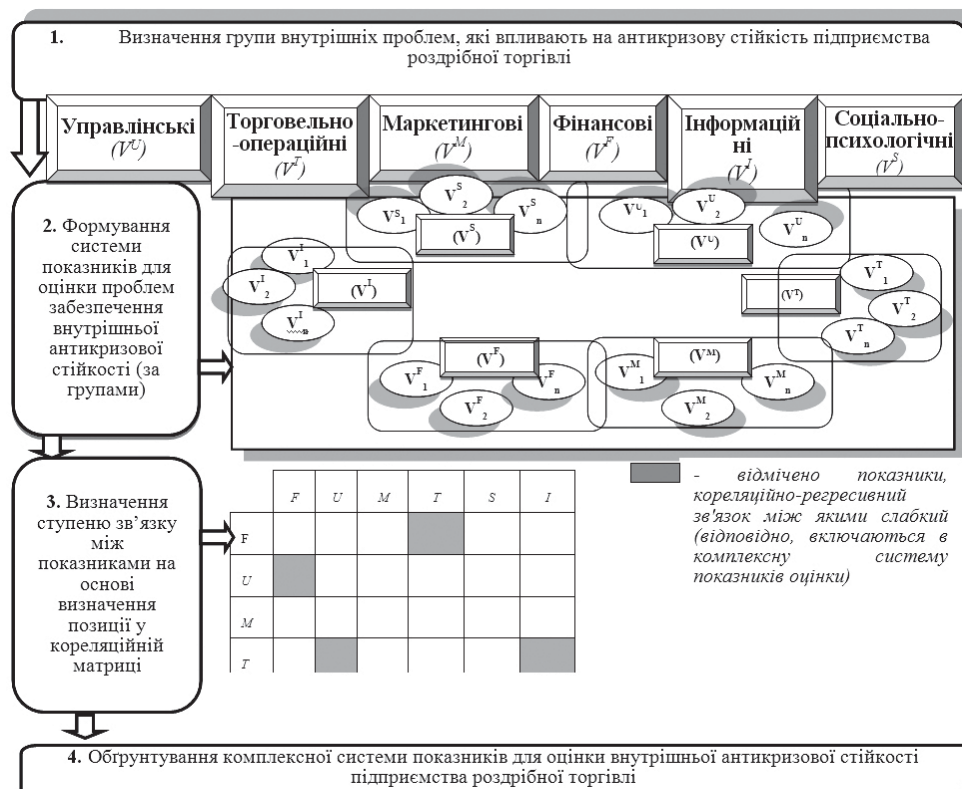 1. Визначення групи внутрішніх проблем, які впливають на антикризову стійкість підприємства
роздрібної торгівлі
Управлінські
(V^U)
Торговельно
-операційні
(V^T)
Маркетингові
(V^M)
Фінансові
(V^F)
Інформацій
ні
(V^I)
Соціально-
психологічні
(V^S)
2. Формування
системи
показників для
оцінки проблем
забезпечення
внутрішньої
антикризової
стійкості (за
групами)
V^S_1
V^S_2
V^S_n
(V^S)
V^U_1
V^U_2
V^U_n
(V^U)
V^I_1
V^I_2
V^I_n
(V^I)
V^T_1
V^T_2
V^T_n
(V^T)
(V^F)
V^F_1
V^F_2
V^F_n
(V^M)
V^M_1
V^M_2
V^M_n
3. Визначення
ступеню зв’язку
між
показниками на
основі
визначення
позиції у
кореляційній
матриці
F U M T S I
F
U
M
T
- відмічено показники,
кореляційно-регресивний
зв'язок між якими слабкий
(відповідно, включаються в
комплексну систему
показників оцінки)
4. Обґрунтування комплексної системи показників для оцінки внутрішньої антикризової стійкості
підприємства роздрібної торгівлі